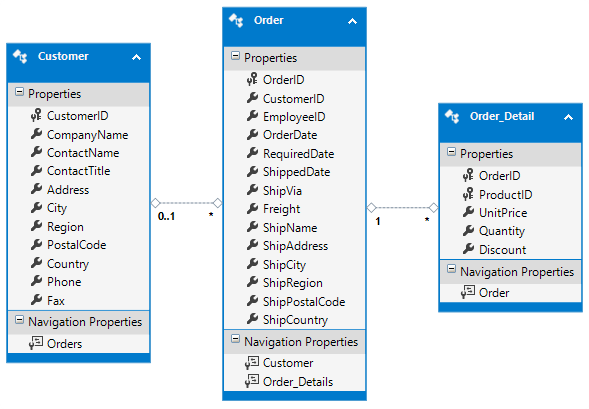 Customer
Properties
CustomerID
CompanyName
ContactName
ContactTitle
Address
City
Region
PostalCode
Country
Phone
Fax
Navigation Properties
Orders
0..1
*
Order
Properties
OrderID
CustomerID
EmployeeID
OrderDate
RequiredDate
ShippedDate
ShipVia
Freight
ShipName
ShipAddress
ShipCity
ShipRegion
ShipPostalCode
ShipCountry
Navigation Properties
Customer
Order_Details
1
*
Order_Detail
Properties
OrderID
ProductID
UnitPrice
Quantity
Discount
Navigation Properties
Order